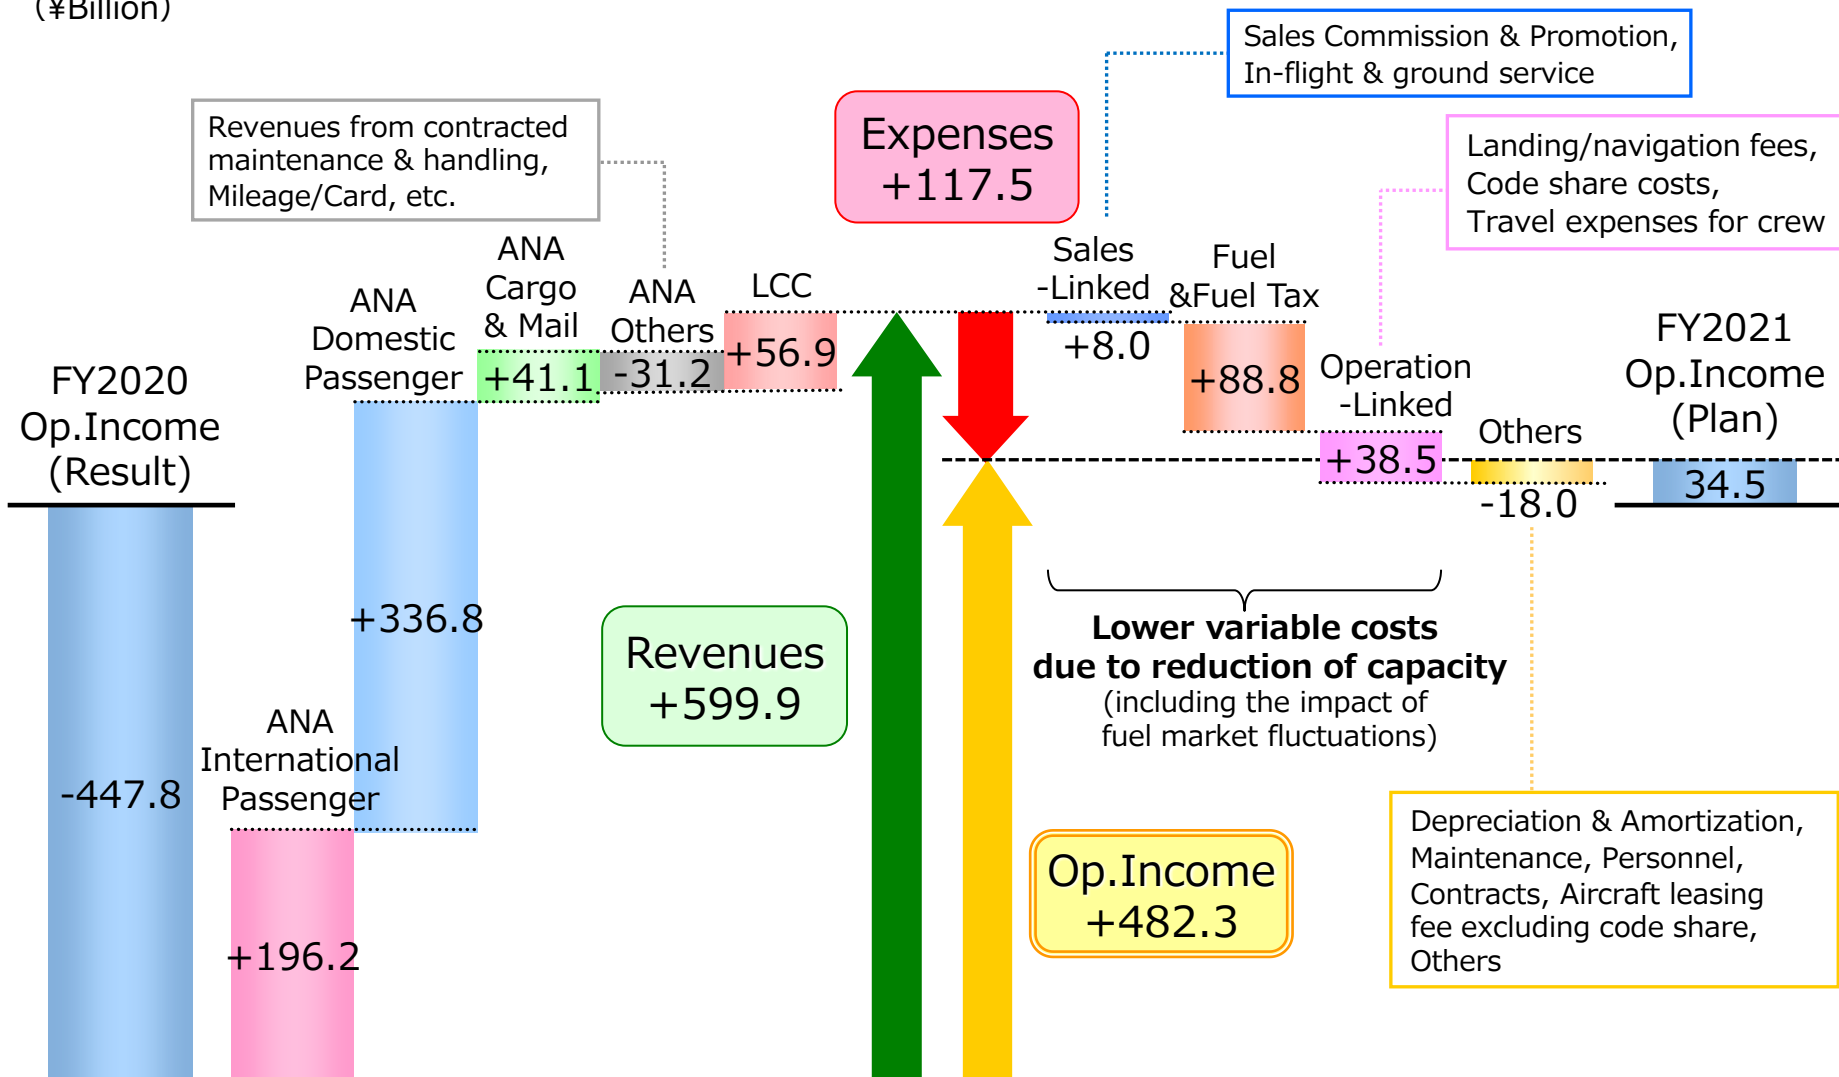 (¥Billion)
Sales Commission & Promotion,
In-flight & ground service
Revenues from contracted
maintenance & handling,
Mileage/Card, etc.
Expenses
+117.5
Landing/navigation fees,
Code share costs,
Travel expenses for crew
FY2020
Op.Income
(Result)
-447.8
ANA
International
Passenger
+196.2
ANA
Domestic
Passenger
+336.8
ANA
Cargo
& Mail
+41.1
ANA
Others
-31.2
LCC
+56.9
Revenues
+599.9
Sales
-Linked
+8.0
Fuel
&Fuel Tax
+88.8
Operation
-Linked
+38.5
Others
-18.0
FY2021
Op.Income
(Plan)
34.5
Lower variable costs
due to reduction of capacity
(including the impact of
fuel market fluctuations)
Op.Income
+482.3
Depreciation & Amortization,
Maintenance, Personnel,
Contracts, Aircraft leasing
fee excluding code share,
Others